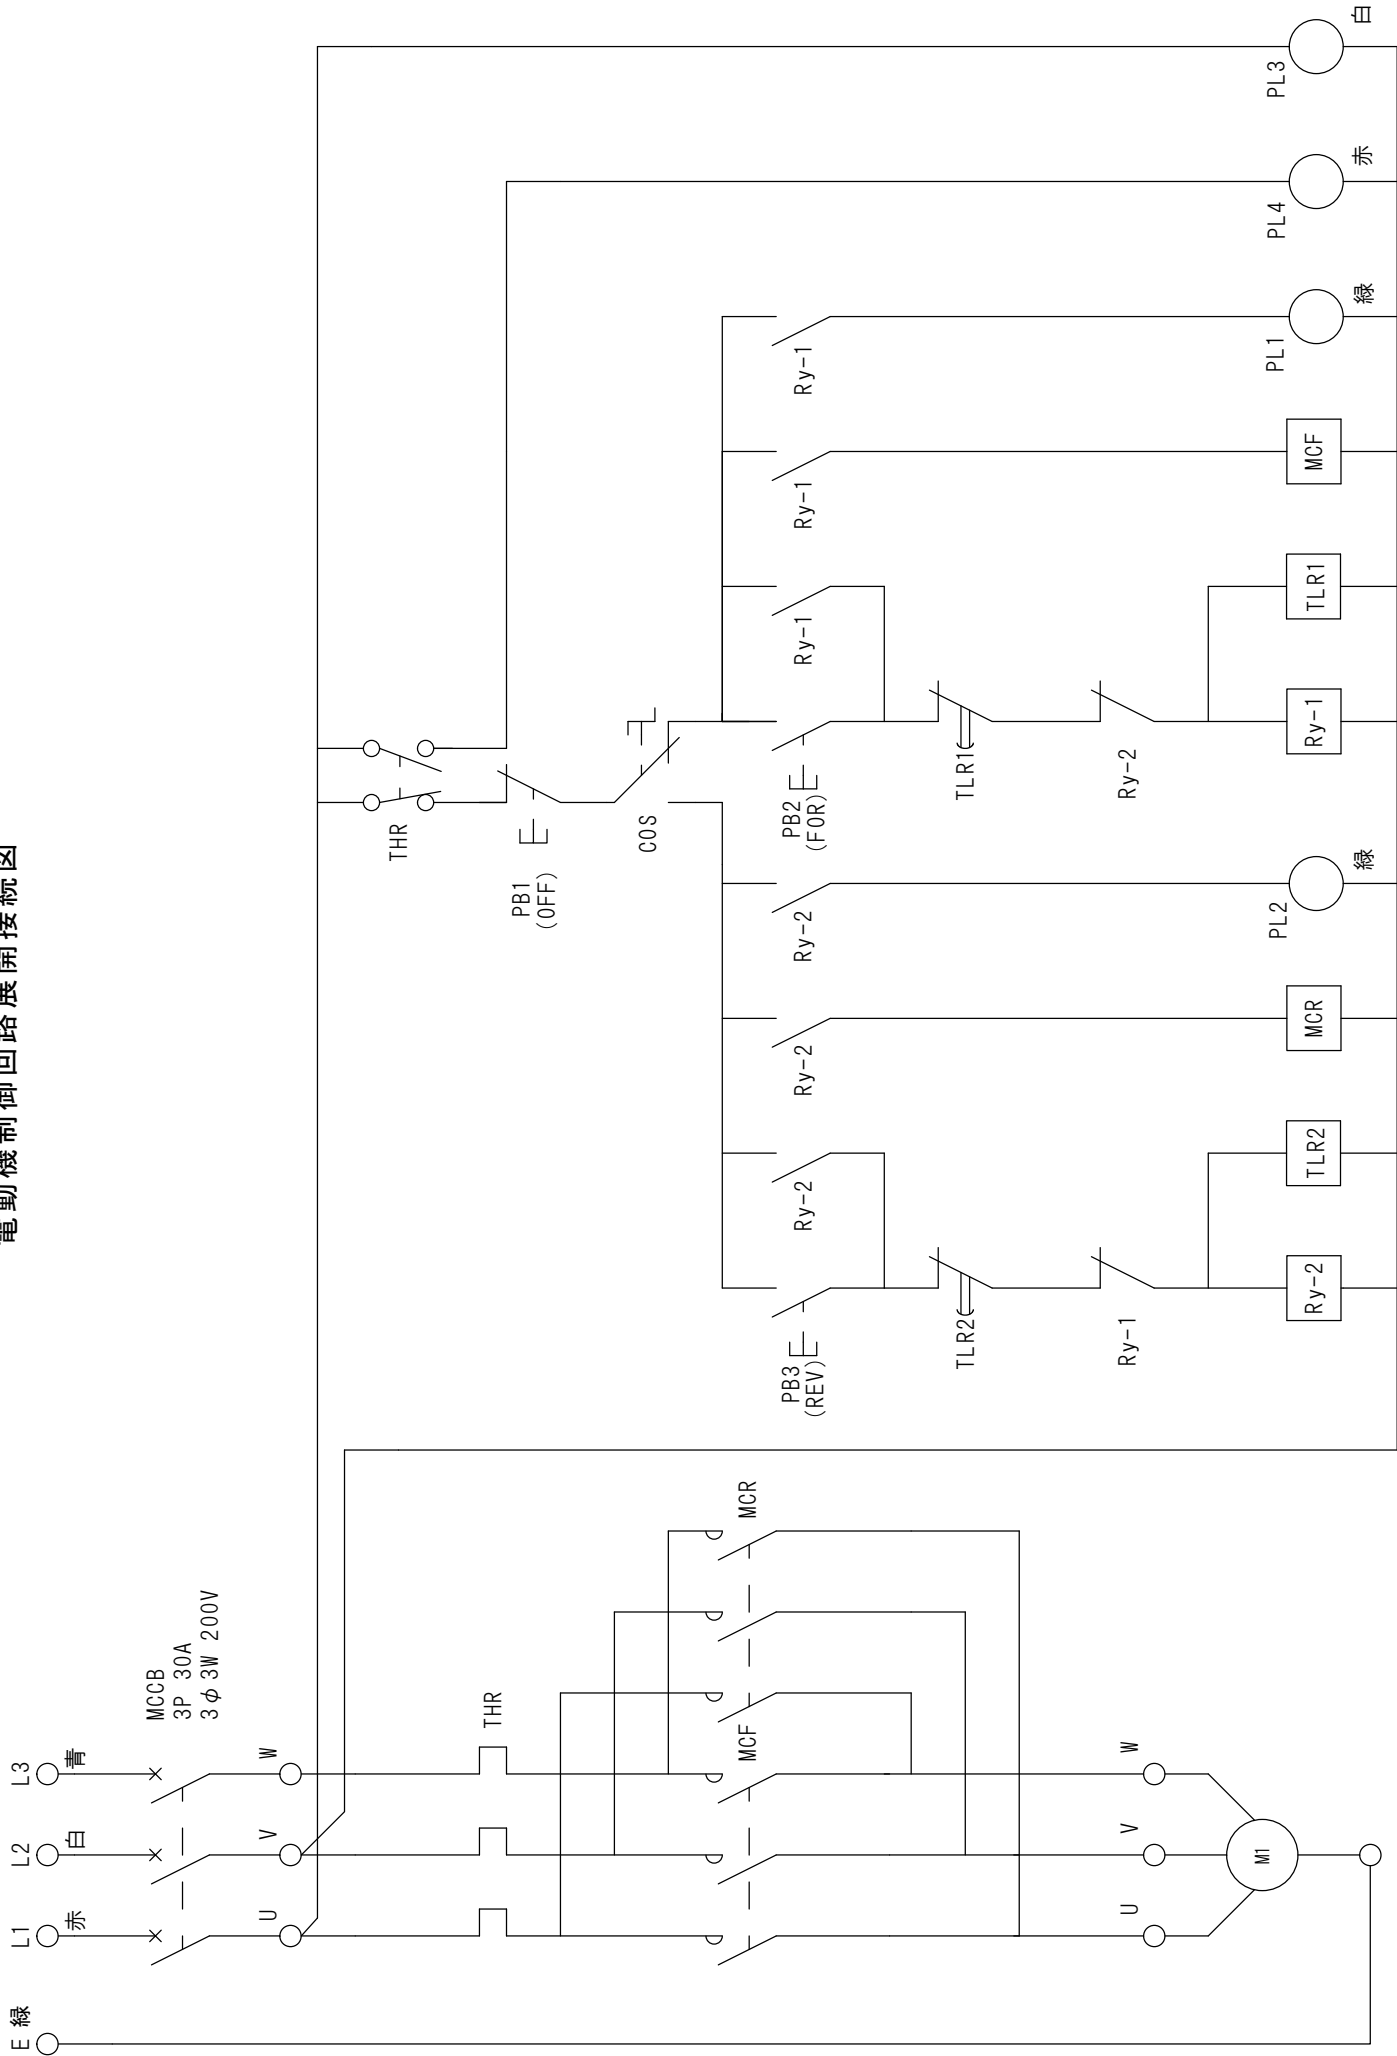 電動機制御回路展開接続図
E 緑
L1
赤
L2
白
L3
青
MCCB
3P 30A
3φ3W 200V
U
V
W
THR
MCF
MCR
U
V
W
M1
THR
PB1
(OFF)
COS
PB3
(REV)
Ry-2
Ry-2
Ry-2
PB2
(FOR)
Ry-1
Ry-1
Ry-1
TLR2
Ry-1
TLR1
Ry-2
Ry-2
TLR2
MCR
PL2
緑
Ry-1
TLR1
MCF
PL1
緑
PL4
赤
PL3
白